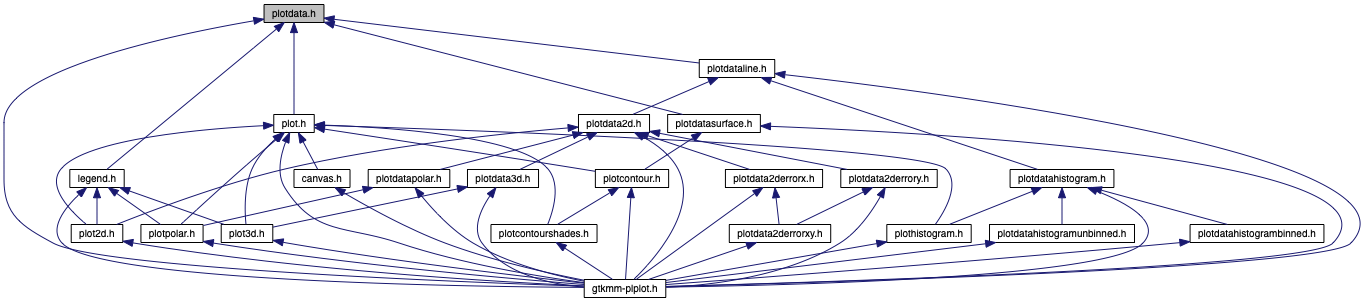 plotdata.h
plotdataline.h
plot.h
plotdata2d.h
plotdatasurface.h
legend.h
canvas.h
plotdatapolar.h
plotdata3d.h
plotcontour.h
plotdata2derrorx.h
plotdata2derrory.h
plotdatahistogram.h
plot2d.h
plotpolar.h
plot3d.h
plotcontourshades.h
plotdata2derrorxy.h
plothistogram.h
plotdatahistogramunbinned.h
plotdatahistogrambinned.h
gtkmm-plplot.h